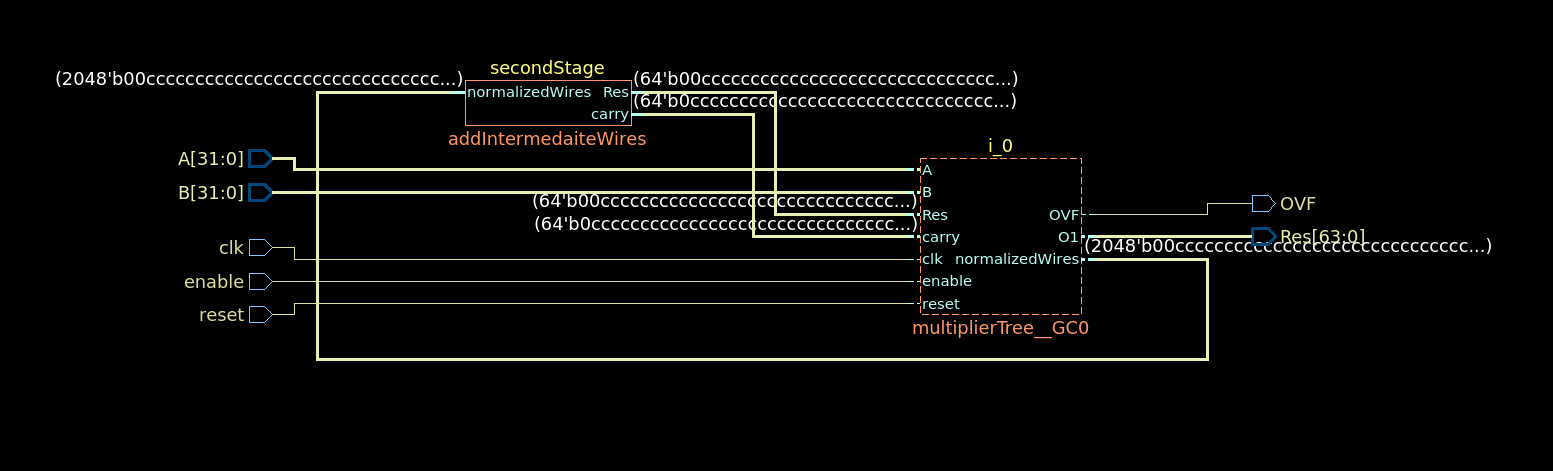 secondStage
(2048'b00cccccccccccccccccccccccccccccc...)
(64'b00cccccccccccccccccccccccccccccc...)
normalizedWires Res
(64'b0ccccccccccccccccccccccccccccccc...)
carry
addIntermedaiteWires
i_0
A[31:0]
A
B[31:0]
B
(64'b00cccccccccccccccccccccccccccccc...)
OVF
Res OVF
(64'b0ccccccccccccccccccccccccccccccc...)
carry O1
Res[63:0]
clk
(2048'b00cccccccccccccccccccccccccccccc...)
clk normalizedWires
enable
enable
reset
reset
multiplierTree__GC0